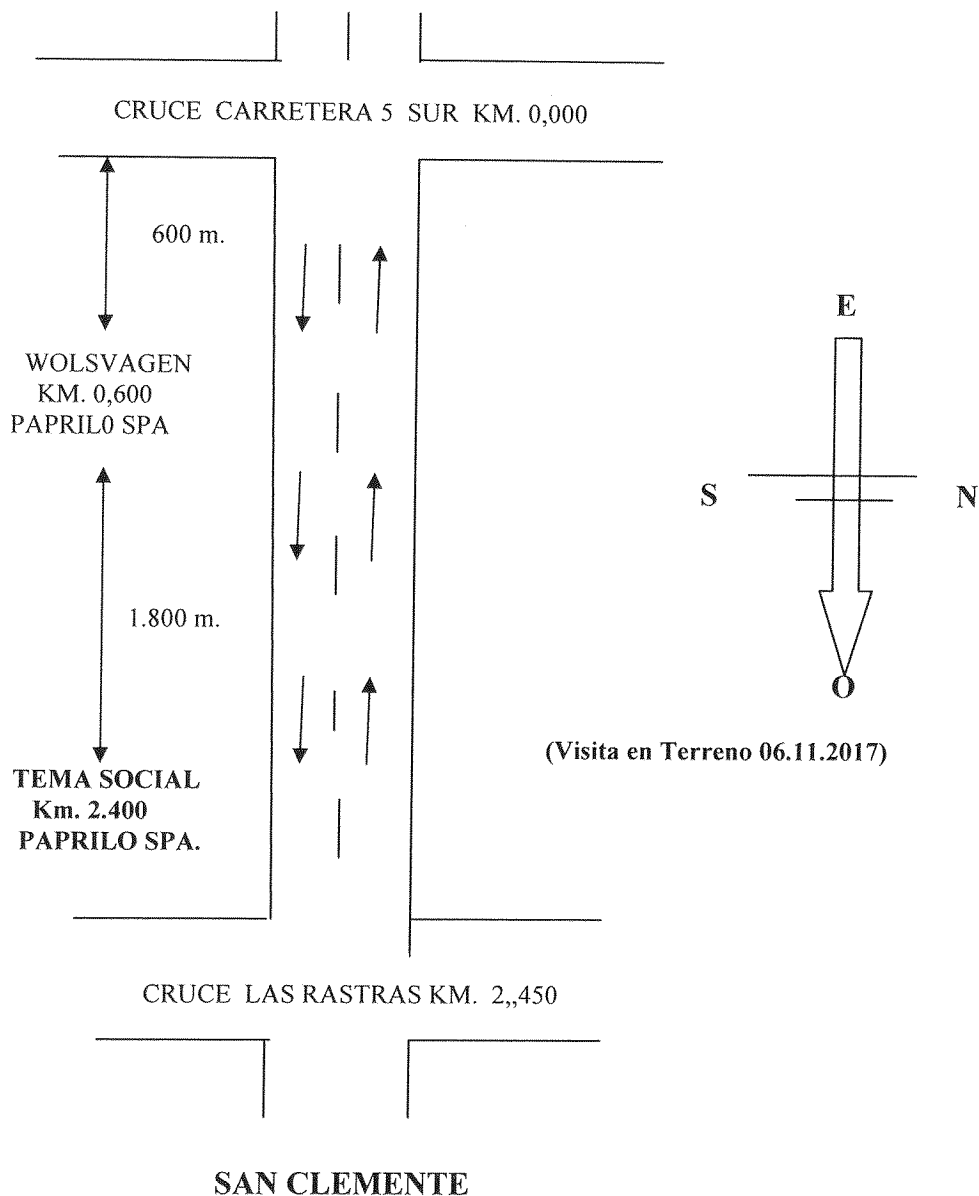 CRUCE CARRETERA 5 SUR KM. 0,000
600 m.
WOLSVAGEN
KM. 0,600
PAPRIL0 SPA
E
S
N
O
1.800 m.
(Visita en Terreno 06.11.2017)
TEMA SOCIAL
Km. 2.400
PAPRILO SPA.
CRUCE LAS RASTRAS KM. 2,,450
SAN CLEMENTE